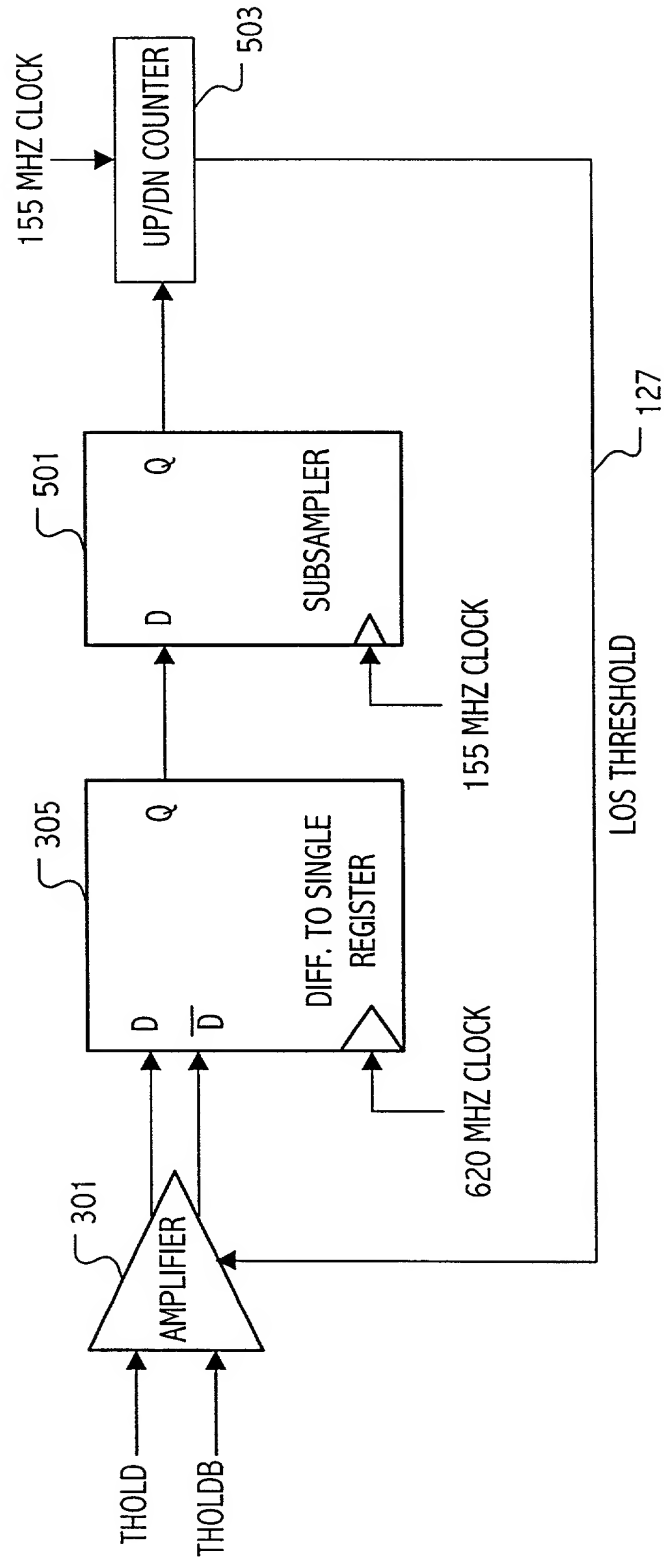 THOLD
THOLDB
301
AMPLIFIER
305
D
D
Q
DIFF. TO SINGLE
REGISTER
620 MHZ CLOCK
501
D
Q
SUBSAMPLER
155 MHZ CLOCK
155 MHZ CLOCK
UP/DN COUNTER
503
LOS THRESHOLD
127